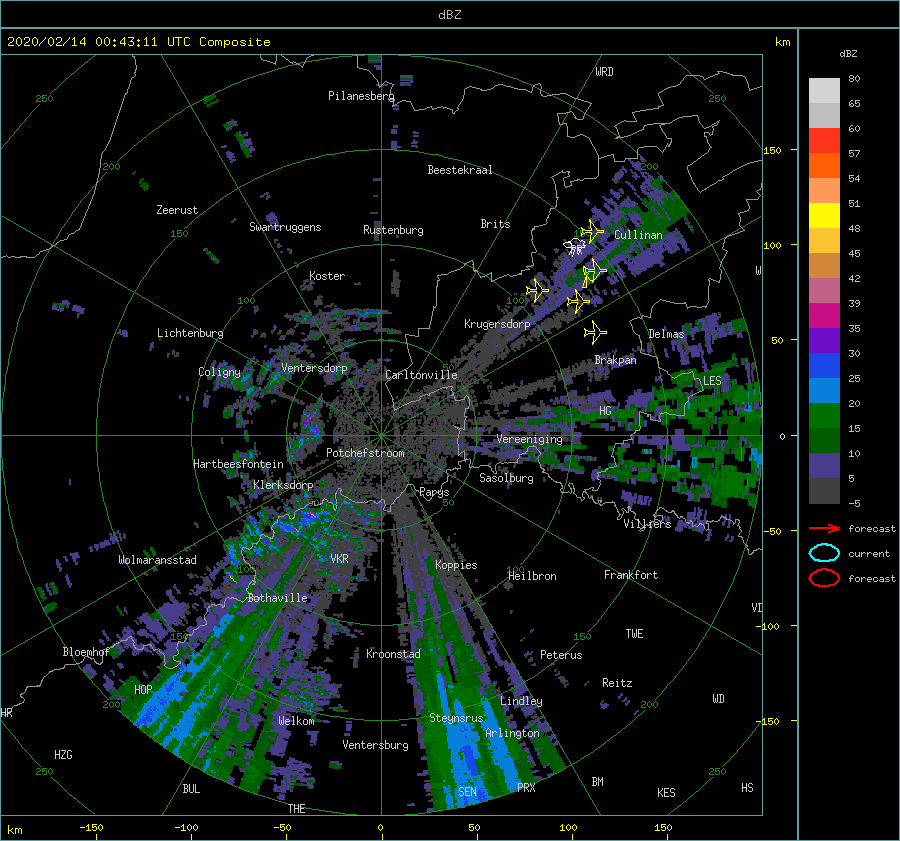 dBZ
2020/02/14 00:43:11 UTC Composite
km
dBZ
WRD
250
250
Pilanesberg
80
65
60
57
54
51
48
45
42
39
35
30
25
20
15
10
5
-5
150
200
200
Beestekraal
Zeerust
Swartruggens
Rustenburg
Brits
150
Cullinan
100
W
Koster
100
100
Krugersdorp
Lichtenburg
Delmas
50
Coligny
Ventersdorp
Carltonville
50
Brakpan
LES
HG
Vereeniging
0
Potchefstroom
Hartbeesfontein
Klerksdorp
Sasolburg
Parys
50
50
Villiers
-50
forecast
current
forecast
Wolmaransstad
VKR
Koppies
100
100
Heilbron
Frankfort
Bothaville
VD
-100
150
150
TWE
Bloemhof
Kroonstad
Peterus
HOP
Reitz
WD
200
200
Lindley
HR
Welkom
Steynsrus
Arlington
-150
HZG
Ventersburg
250
250
BUL
SEN
PRX
BM
KES
HS
THE
km
-150
-100
-50
0
50
100
150